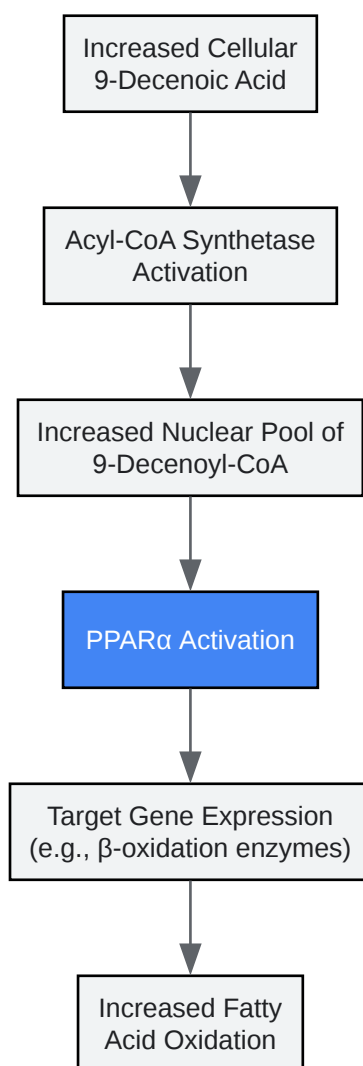 Increased Cellular
9-Decenoic Acid
Acyl-CoA Synthetase
Activation
Increased Nuclear Pool of
9-Decenoyl-CoA
PPARα Activation
Target Gene Expression
(e.g., β-oxidation enzymes)
Increased Fatty
Acid Oxidation